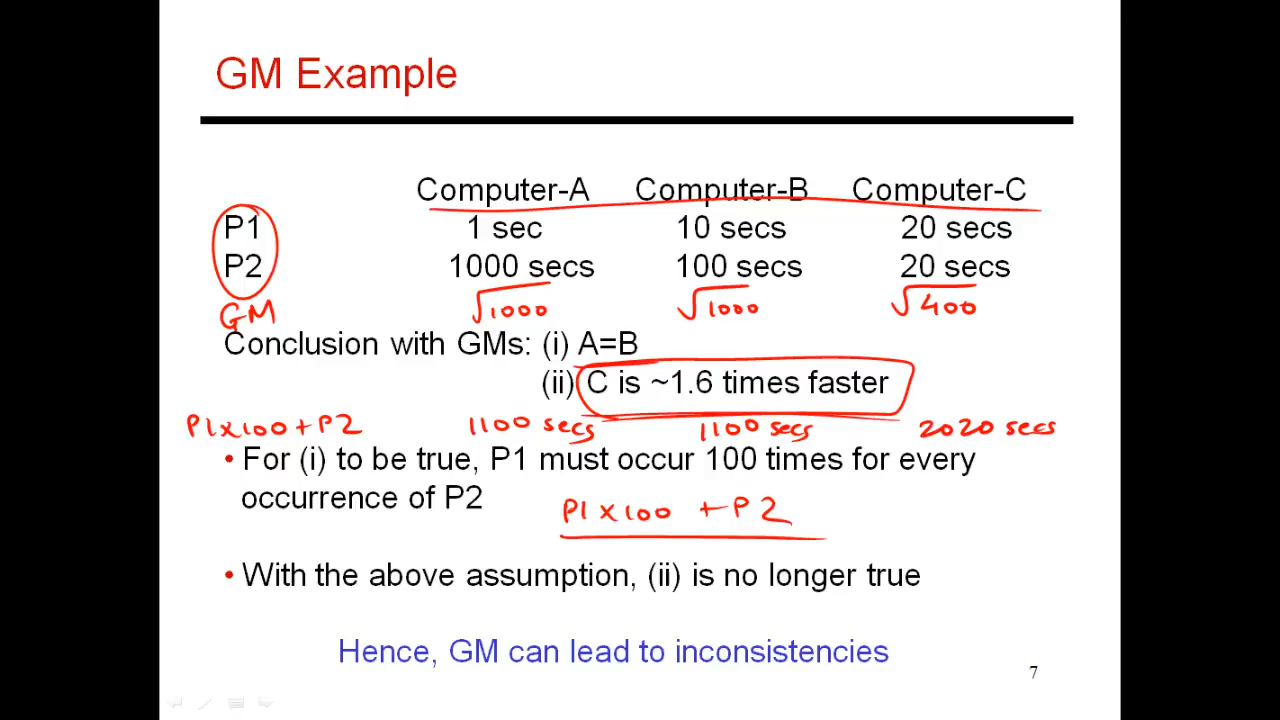 GM Example
Computer-A Computer-B Computer-C
P1 1 sec 10 secs 20 secs
P2 1000 secs 100 secs 20 secs
GM √1000 √1000 √400
Conclusion with GMs: (i) A=B
(ii) C is ~1.6 times faster
P1x100+P2 1100 secs 1100 secs 2020 secs
• For (i) to be true, P1 must occur 100 times for every
occurrence of P2
P1x100 +P2
• With the above assumption, (ii) is no longer true
Hence, GM can lead to inconsistencies
7